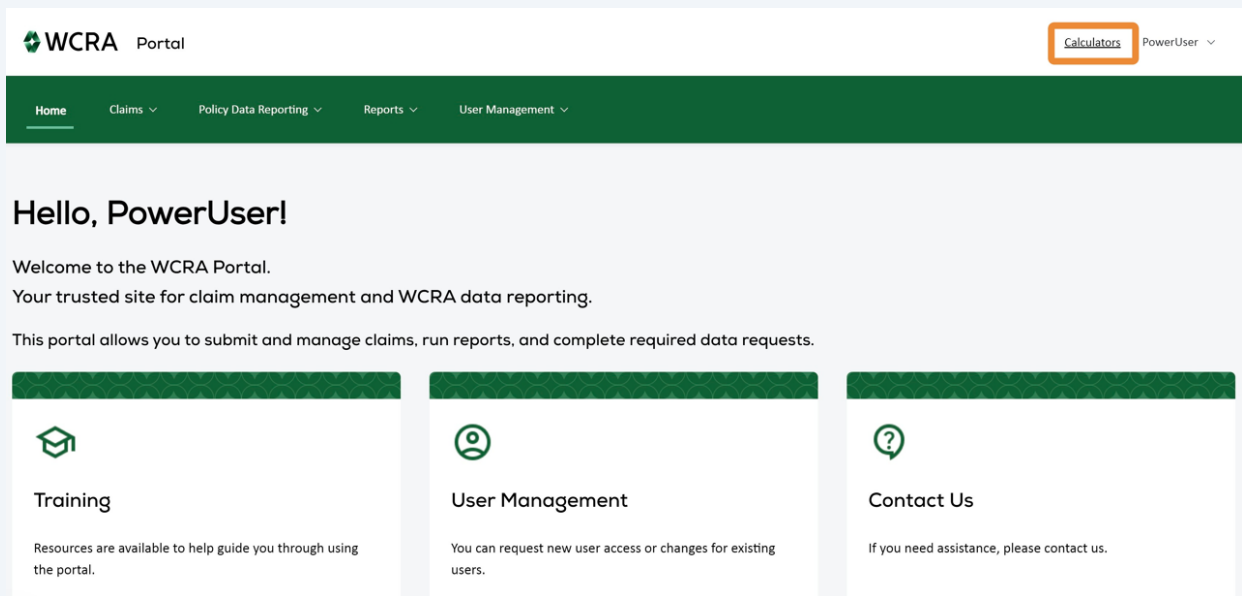 WCRA Portal
Calculators PowerUser
Home Claims Policy Data Reporting Reports User Management
Hello, PowerUser!
Welcome to the WCRA Portal.
Your trusted site for claim management and WCRA data reporting.
This portal allows you to submit and manage claims, run reports, and complete required data requests.
Training
Resources are available to help guide you through using
the portal.
User Management
You can request new user access or changes for existing
users.
Contact Us
If you need assistance, please contact us.